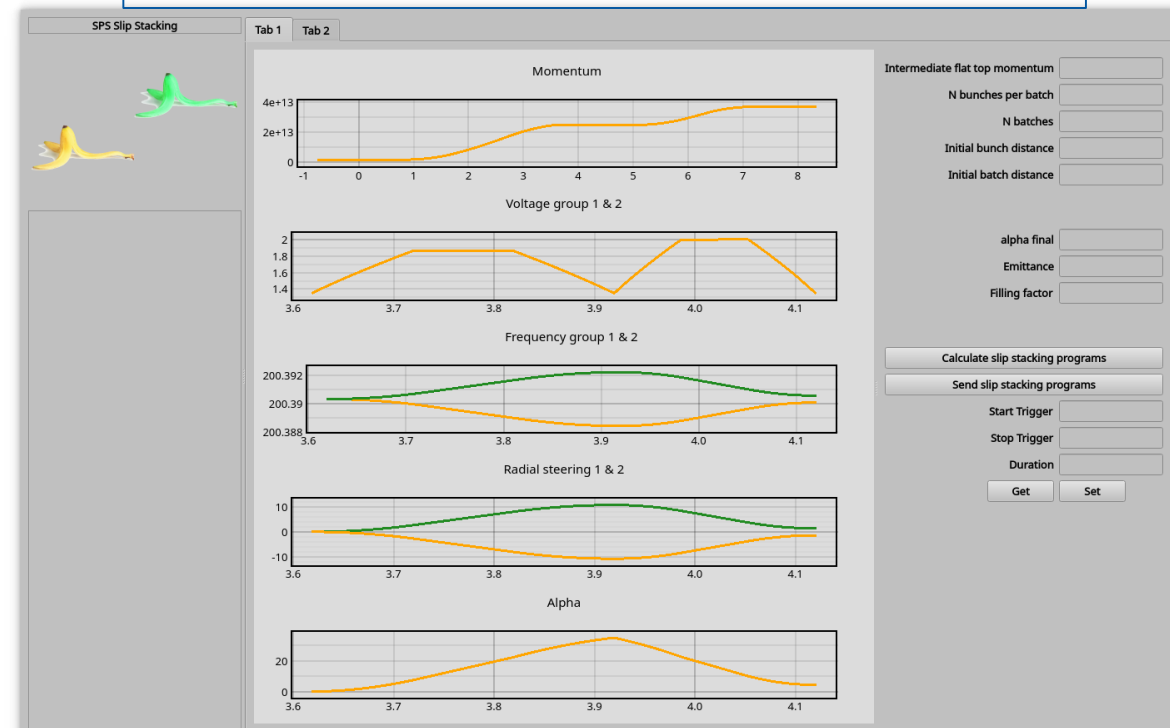 SPS Slip Stacking
Tab 1
Tab 2
Momentum
4e+13
2e+13
0
-1 0 1 2 3 4 5 6 7 8
Voltage group 1 & 2
2
1.8
1.6
1.4
3.6 3.7 3.8 3.9 4.0 4.1
Frequency group 1 & 2
200.392
200.39
200.388
3.6 3.7 3.8 3.9 4.0 4.1
Radial steering 1 & 2
10
0
-10
3.6 3.7 3.8 3.9 4.0 4.1
Alpha
20
0
3.6 3.7 3.8 3.9 4.0 4.1
Intermediate flat top momentum
N bunches per batch
N batches
Initial bunch distance
Initial batch distance
alpha final
Emittance
Filling factor
Calculate slip stacking programs
Send slip stacking programs
Start Trigger
Stop Trigger
Duration
Get
Set